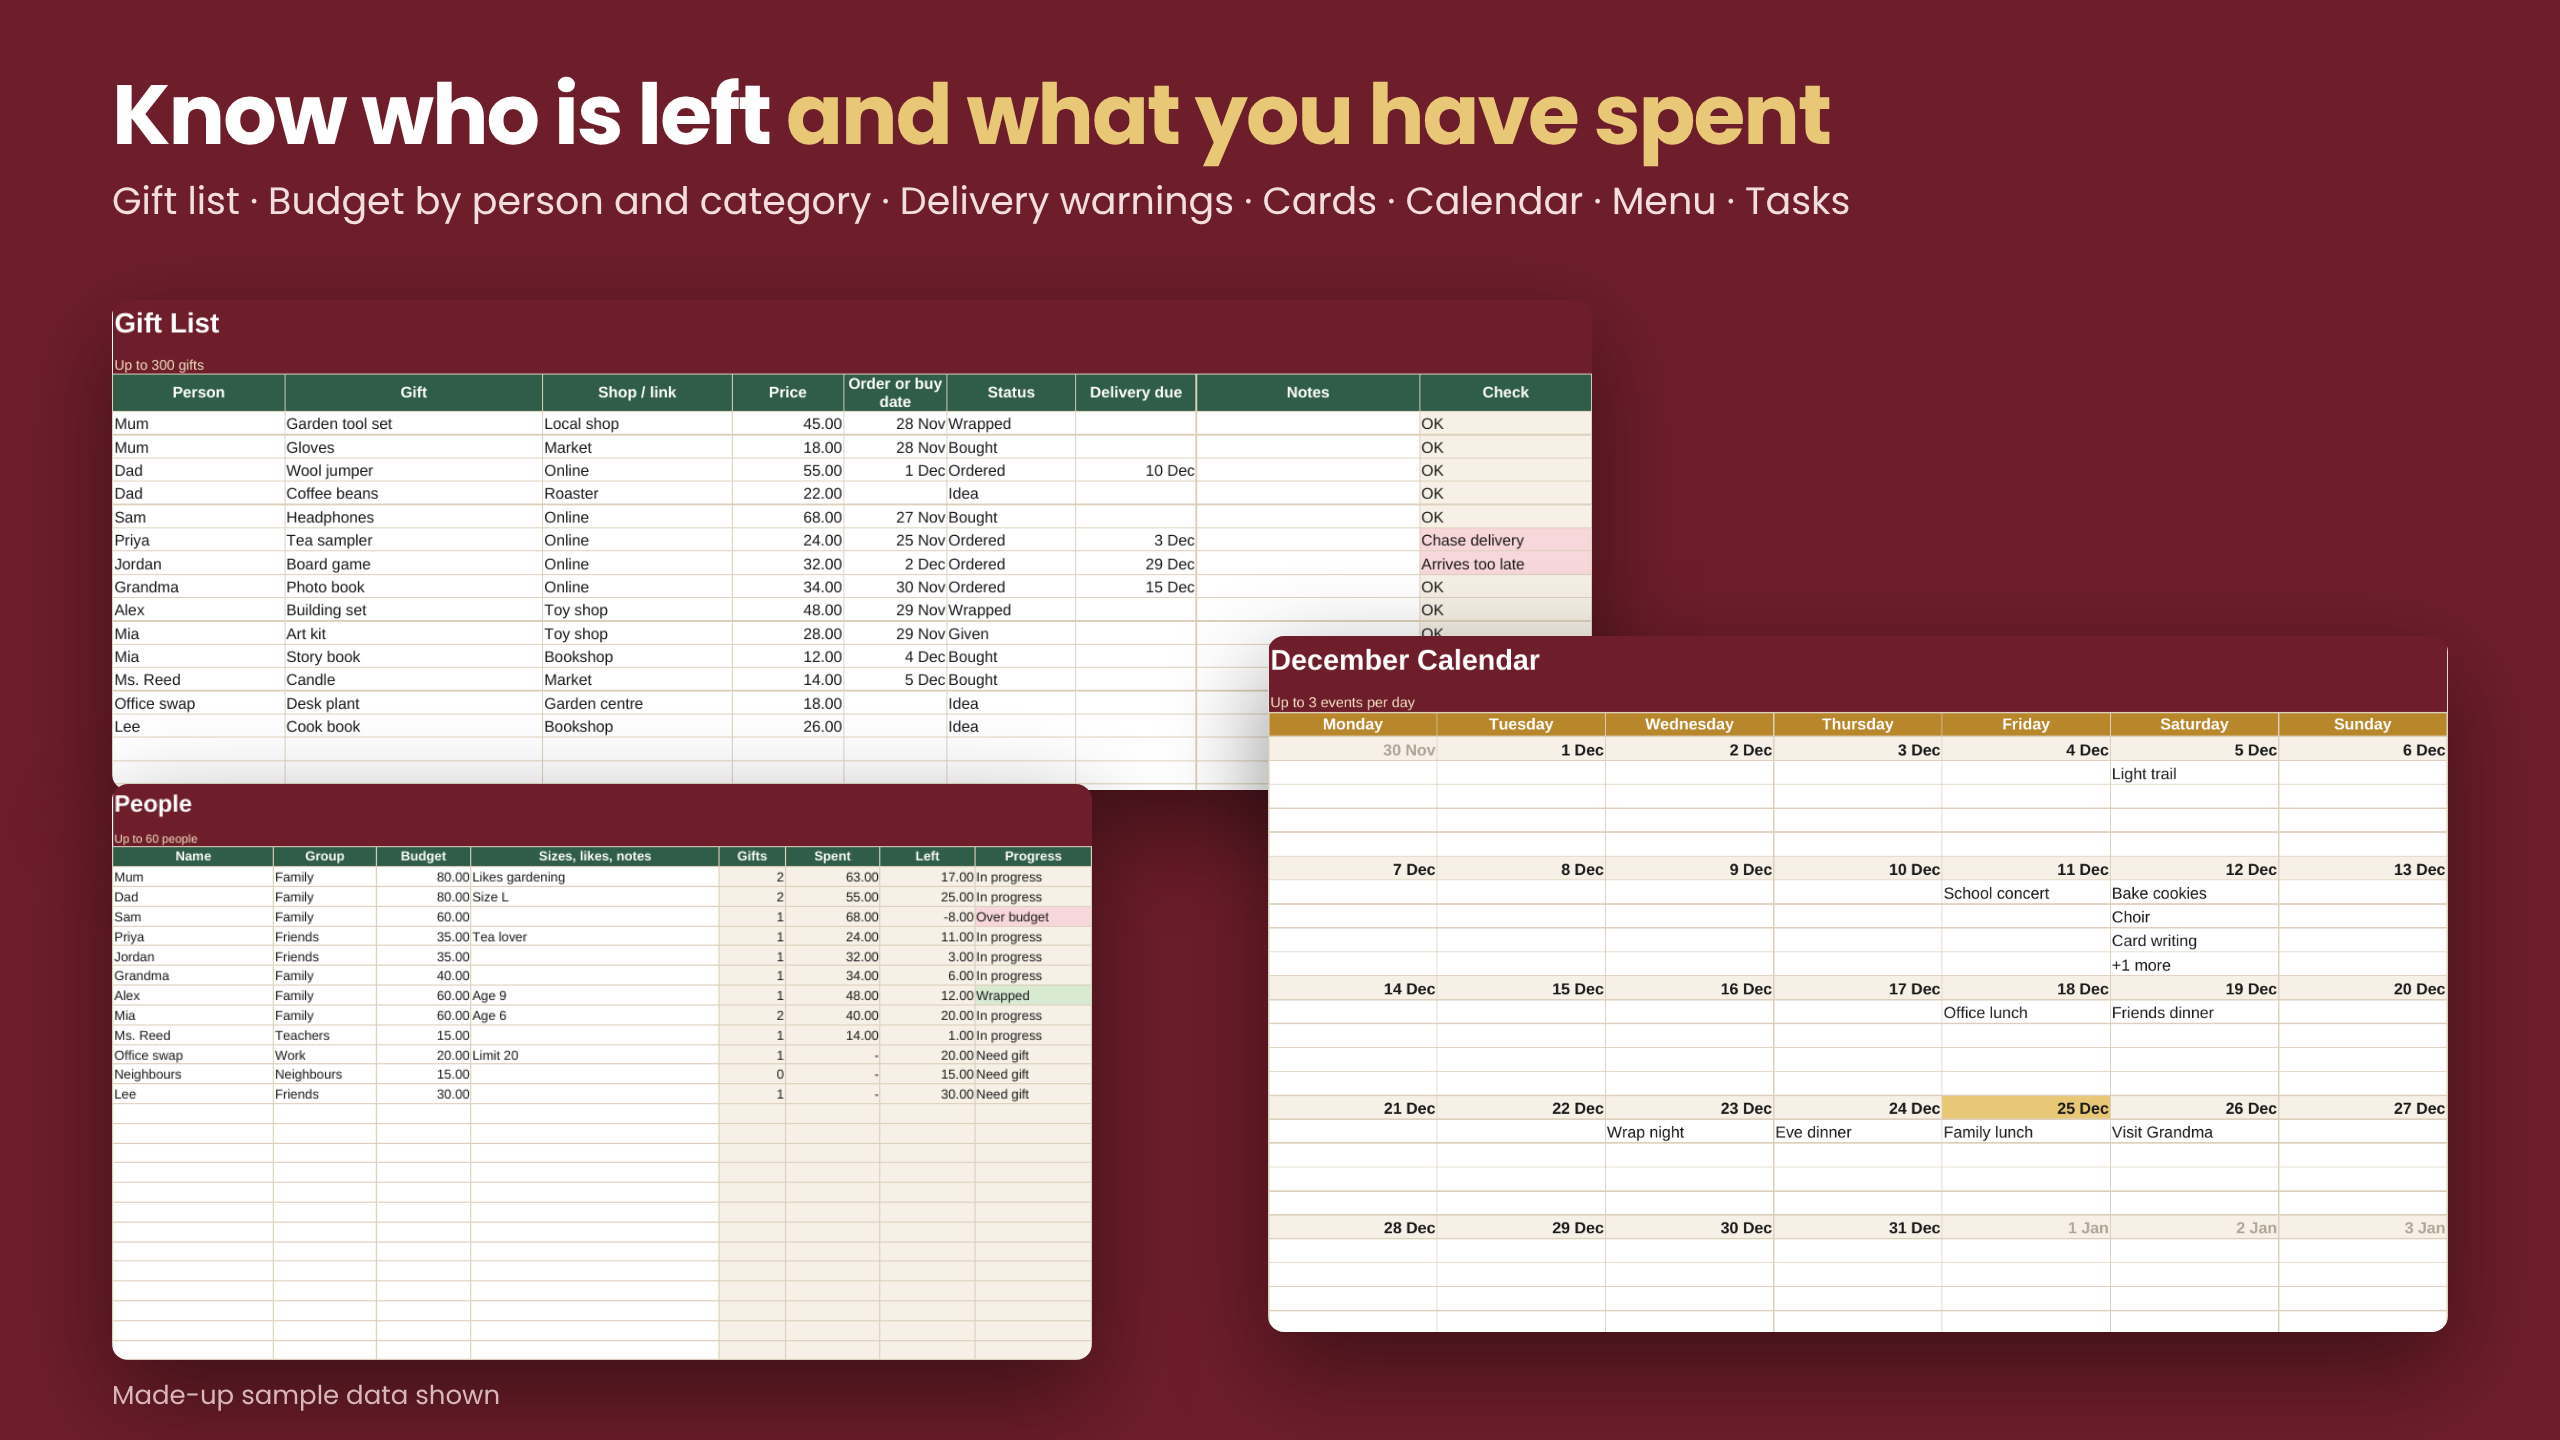 Know who is left and what you have spent
Gift list · Budget by person and category · Delivery warnings · Cards · Calendar · Menu · Tasks
Gift List
Up to 300 gifts
Person Gift Shop / link Price Order or buy date Status Delivery due Notes Check
Mum Garden tool set Local shop 45.00 28 Nov Wrapped OK
Mum Gloves Market 18.00 28 Nov Bought OK
Dad Wool jumper Online 55.00 1 Dec Ordered 10 Dec OK
Dad Coffee beans Roaster 22.00 Idea OK
Sam Headphones Online 68.00 27 Nov Bought OK
Priya Tea sampler Online 24.00 25 Nov Ordered 3 Dec Chase delivery
Jordan Board game Online 32.00 2 Dec Ordered 29 Dec Arrives too late
Grandma Photo book Online 34.00 30 Nov Ordered 15 Dec OK
Alex Building set Toy shop 48.00 29 Nov Wrapped OK
Mia Art kit Toy shop 28.00 29 Nov Given OK
Mia Story book Bookshop 12.00 4 Dec Bought
Ms. Reed Candle Market 14.00 5 Dec Bought
Office swap Desk plant Garden centre 18.00 Idea
Lee Cook book Bookshop 26.00 Idea
People
Up to 60 people
Name Group Budget Sizes, likes, notes Gifts Spent Left Progress
Mum Family 80.00 Likes gardening 2 63.00 17.00 In progress
Dad Family 80.00 Size L 2 55.00 25.00 In progress
Sam Family 60.00 1 68.00 -8.00 Over budget
Priya Friends 35.00 Tea lover 1 24.00 11.00 In progress
Jordan Friends 35.00 1 32.00 3.00 In progress
Grandma Family 40.00 1 34.00 6.00 In progress
Alex Family 60.00 Age 9 1 48.00 12.00 Wrapped
Mia Family 60.00 Age 6 2 40.00 20.00 In progress
Ms. Reed Teachers 15.00 1 14.00 1.00 In progress
Office swap Work 20.00 Limit 20 1 - 20.00 Need gift
Neighbours Neighbours 15.00 0 - 15.00 Need gift
Lee Friends 30.00 1 - 30.00 Need gift
December Calendar
Up to 3 events per day
Monday Tuesday Wednesday Thursday Friday Saturday Sunday
30 Nov 1 Dec 2 Dec 3 Dec 4 Dec 5 Dec 6 Dec
Light trail
7 Dec 8 Dec 9 Dec 10 Dec 11 Dec 12 Dec 13 Dec
School concert Bake cookies
Choir
Card writing
+1 more
14 Dec 15 Dec 16 Dec 17 Dec 18 Dec 19 Dec 20 Dec
Office lunch Friends dinner
21 Dec 22 Dec 23 Dec 24 Dec 25 Dec 26 Dec 27 Dec
Wrap night Eve dinner Family lunch Visit Grandma
28 Dec 29 Dec 30 Dec 31 Dec 1 Jan 2 Jan 3 Jan
Made-up sample data shown